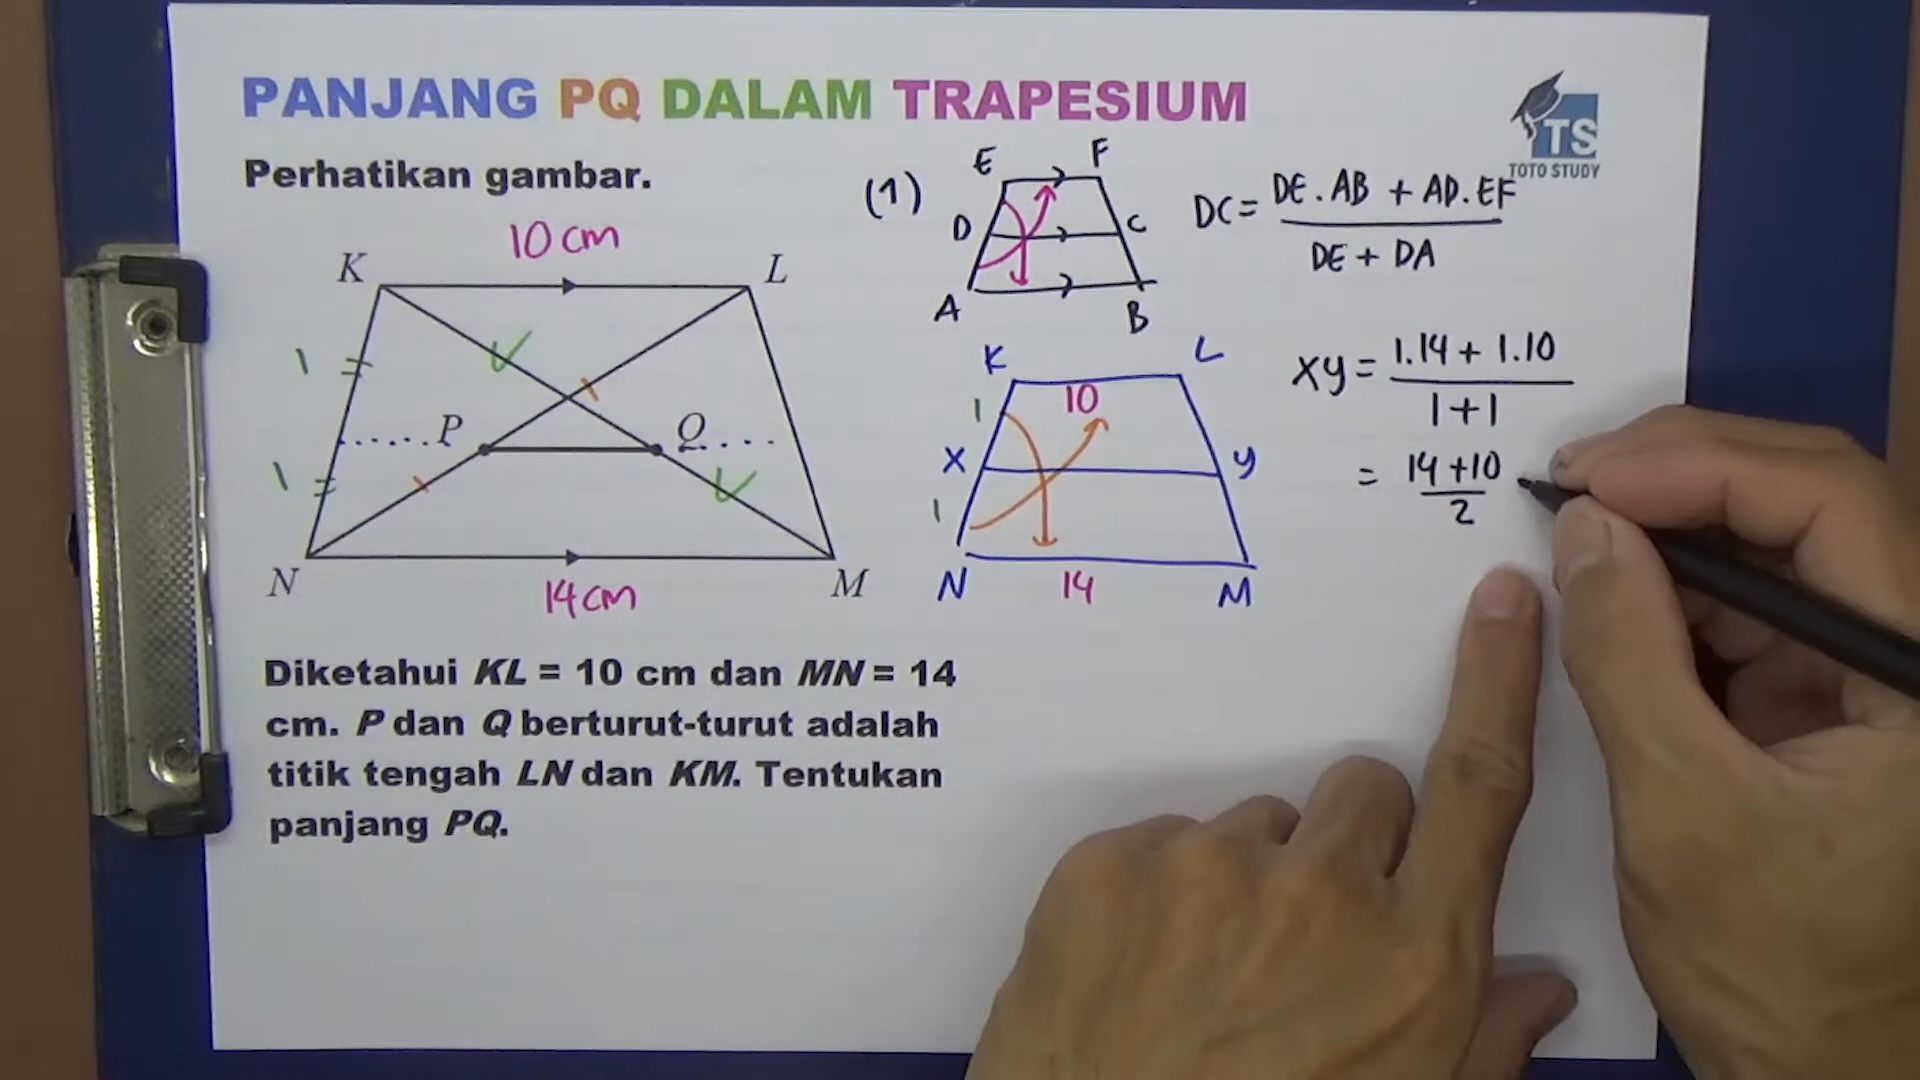 PANJANG PQ DALAM TRAPESIUM
TS
TOTO STUDY
Perhatikan gambar.
10 cm
K
L
1
P
Q
1
N
M
14 cm
(1)
E
F
D
C
A
B
DC = DE . AB + AD . EF
DE + DA
K
L
1
10
X
y
1
N
14
M
xy = 1.14 + 1.10
1 + 1
= 14 + 10
2
Diketahui KL = 10 cm dan MN = 14
cm. P dan Q berturut-turut adalah
titik tengah LN dan KM. Tentukan
panjang PQ.